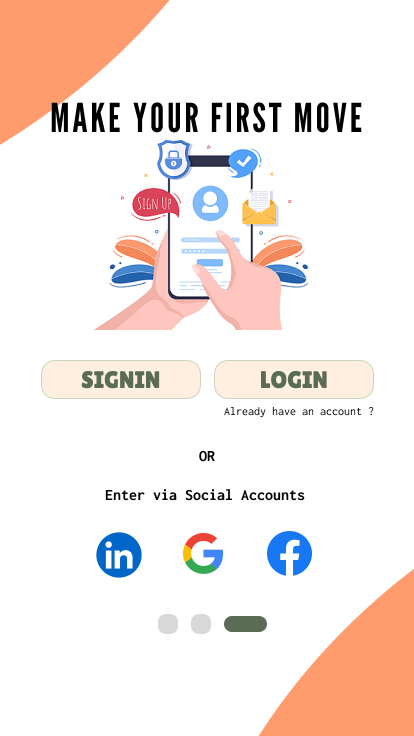 MAKE YOUR FIRST MOVE
SIGN UP
SIGNIN
LOGIN
Already have an account ?
OR
Enter via Social Accounts
in